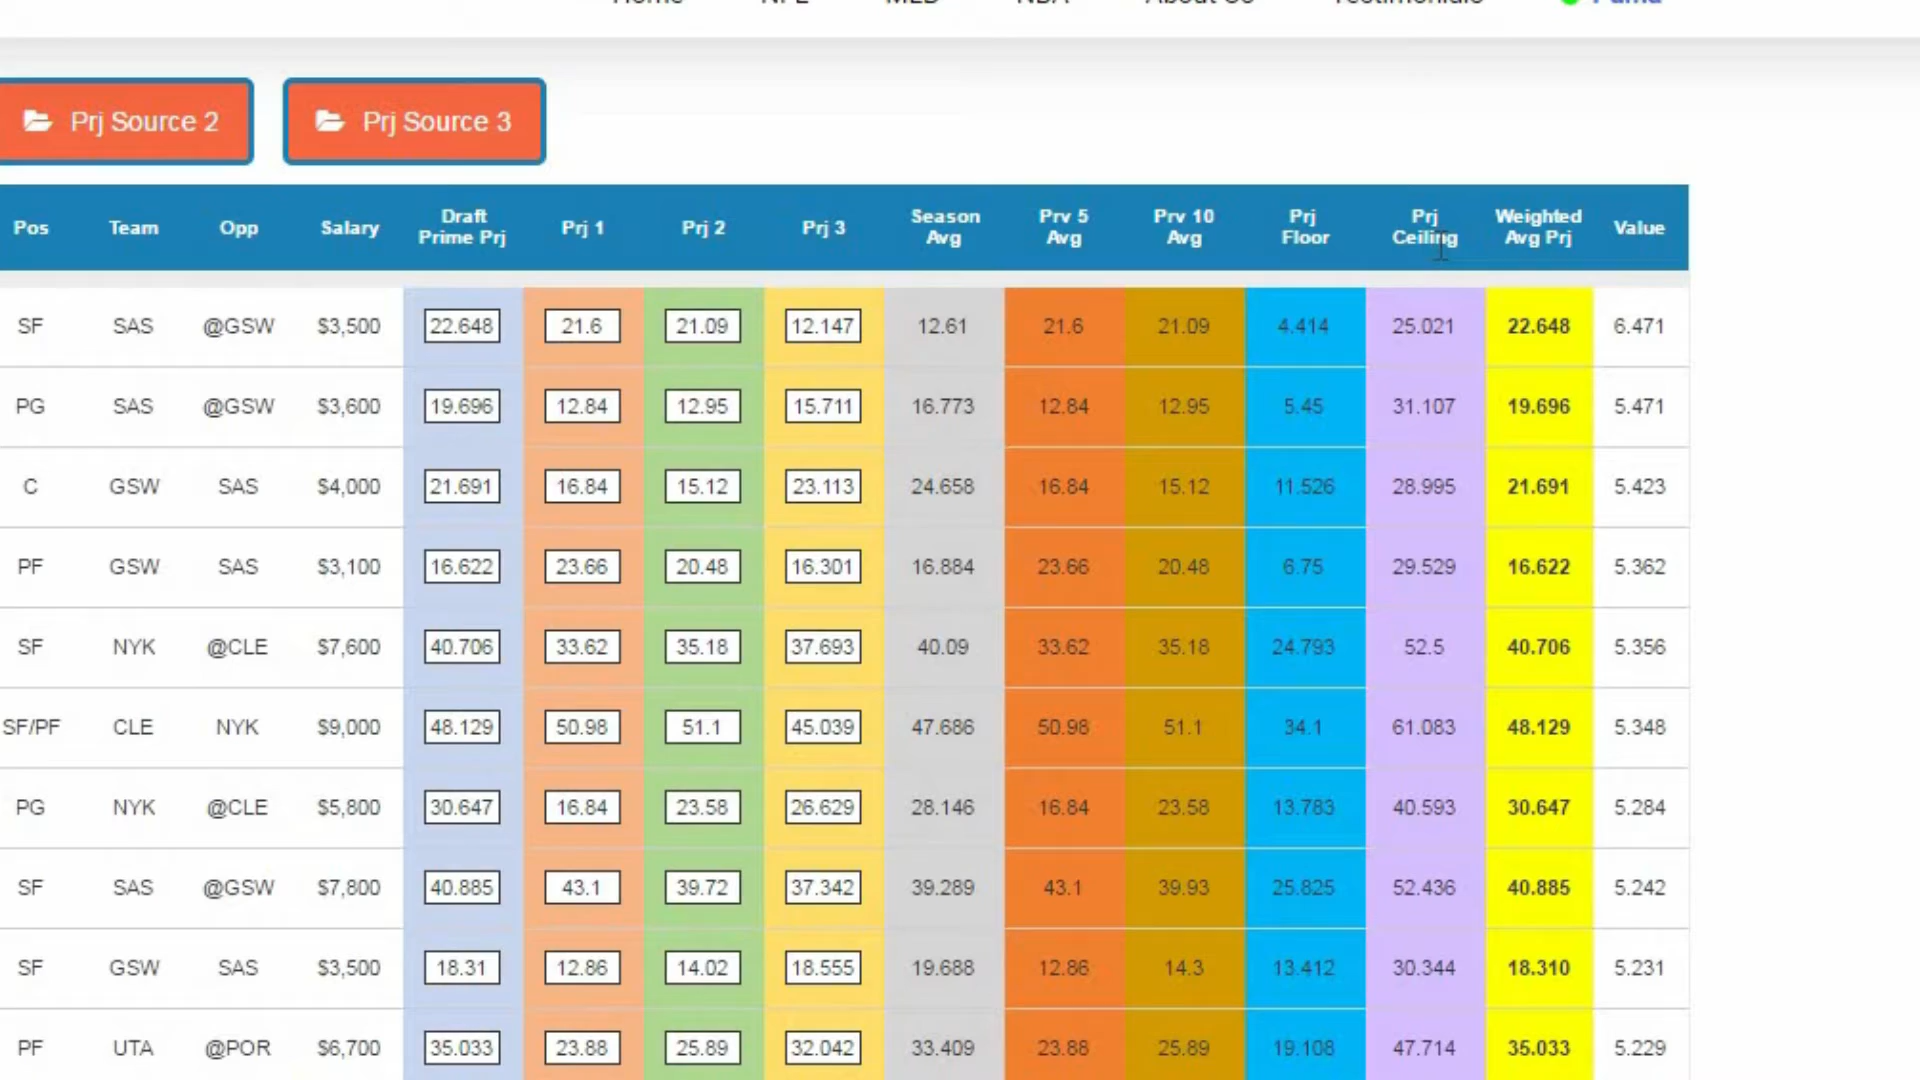 Home NFL MLB NBA About Us Testimonials
Prj Source 2 Prj Source 3
Pos Team Opp Salary Draft Prime Prj Prj 1 Prj 2 Prj 3 Season Avg Prv 5 Avg Prv 10 Avg Prj Floor Prj Ceiling Weighted Avg Prj Value
SF SAS @GSW $3,500 22.648 21.6 21.09 12.147 12.61 21.6 21.09 4.414 25.021 22.648 6.471
PG SAS @GSW $3,600 19.696 12.84 12.95 15.711 16.773 12.84 12.95 5.45 31.107 19.696 5.471
C GSW SAS $4,000 21.691 16.84 15.12 23.113 24.658 16.84 15.12 11.526 28.995 21.691 5.423
PF GSW SAS $3,100 16.622 23.66 20.48 16.301 16.884 23.66 20.48 6.75 29.529 16.622 5.362
SF NYK @CLE $7,600 40.706 33.62 35.18 37.693 40.09 33.62 35.18 24.793 52.5 40.706 5.356
SF/PF CLE NYK $9,000 48.129 50.98 51.1 45.039 47.686 50.98 51.1 34.1 61.083 48.129 5.348
PG NYK @CLE $5,800 30.647 16.84 23.58 26.629 28.146 16.84 23.58 13.783 40.593 30.647 5.284
SF SAS @GSW $7,800 40.885 43.1 39.72 37.342 39.289 43.1 39.93 25.825 52.436 40.885 5.242
SF GSW SAS $3,500 18.31 12.86 14.02 18.555 19.688 12.86 14.3 13.412 30.344 18.310 5.231
PF UTA @POR $6,700 35.033 23.88 25.89 32.042 33.409 23.88 25.89 19.108 47.714 35.033 5.229